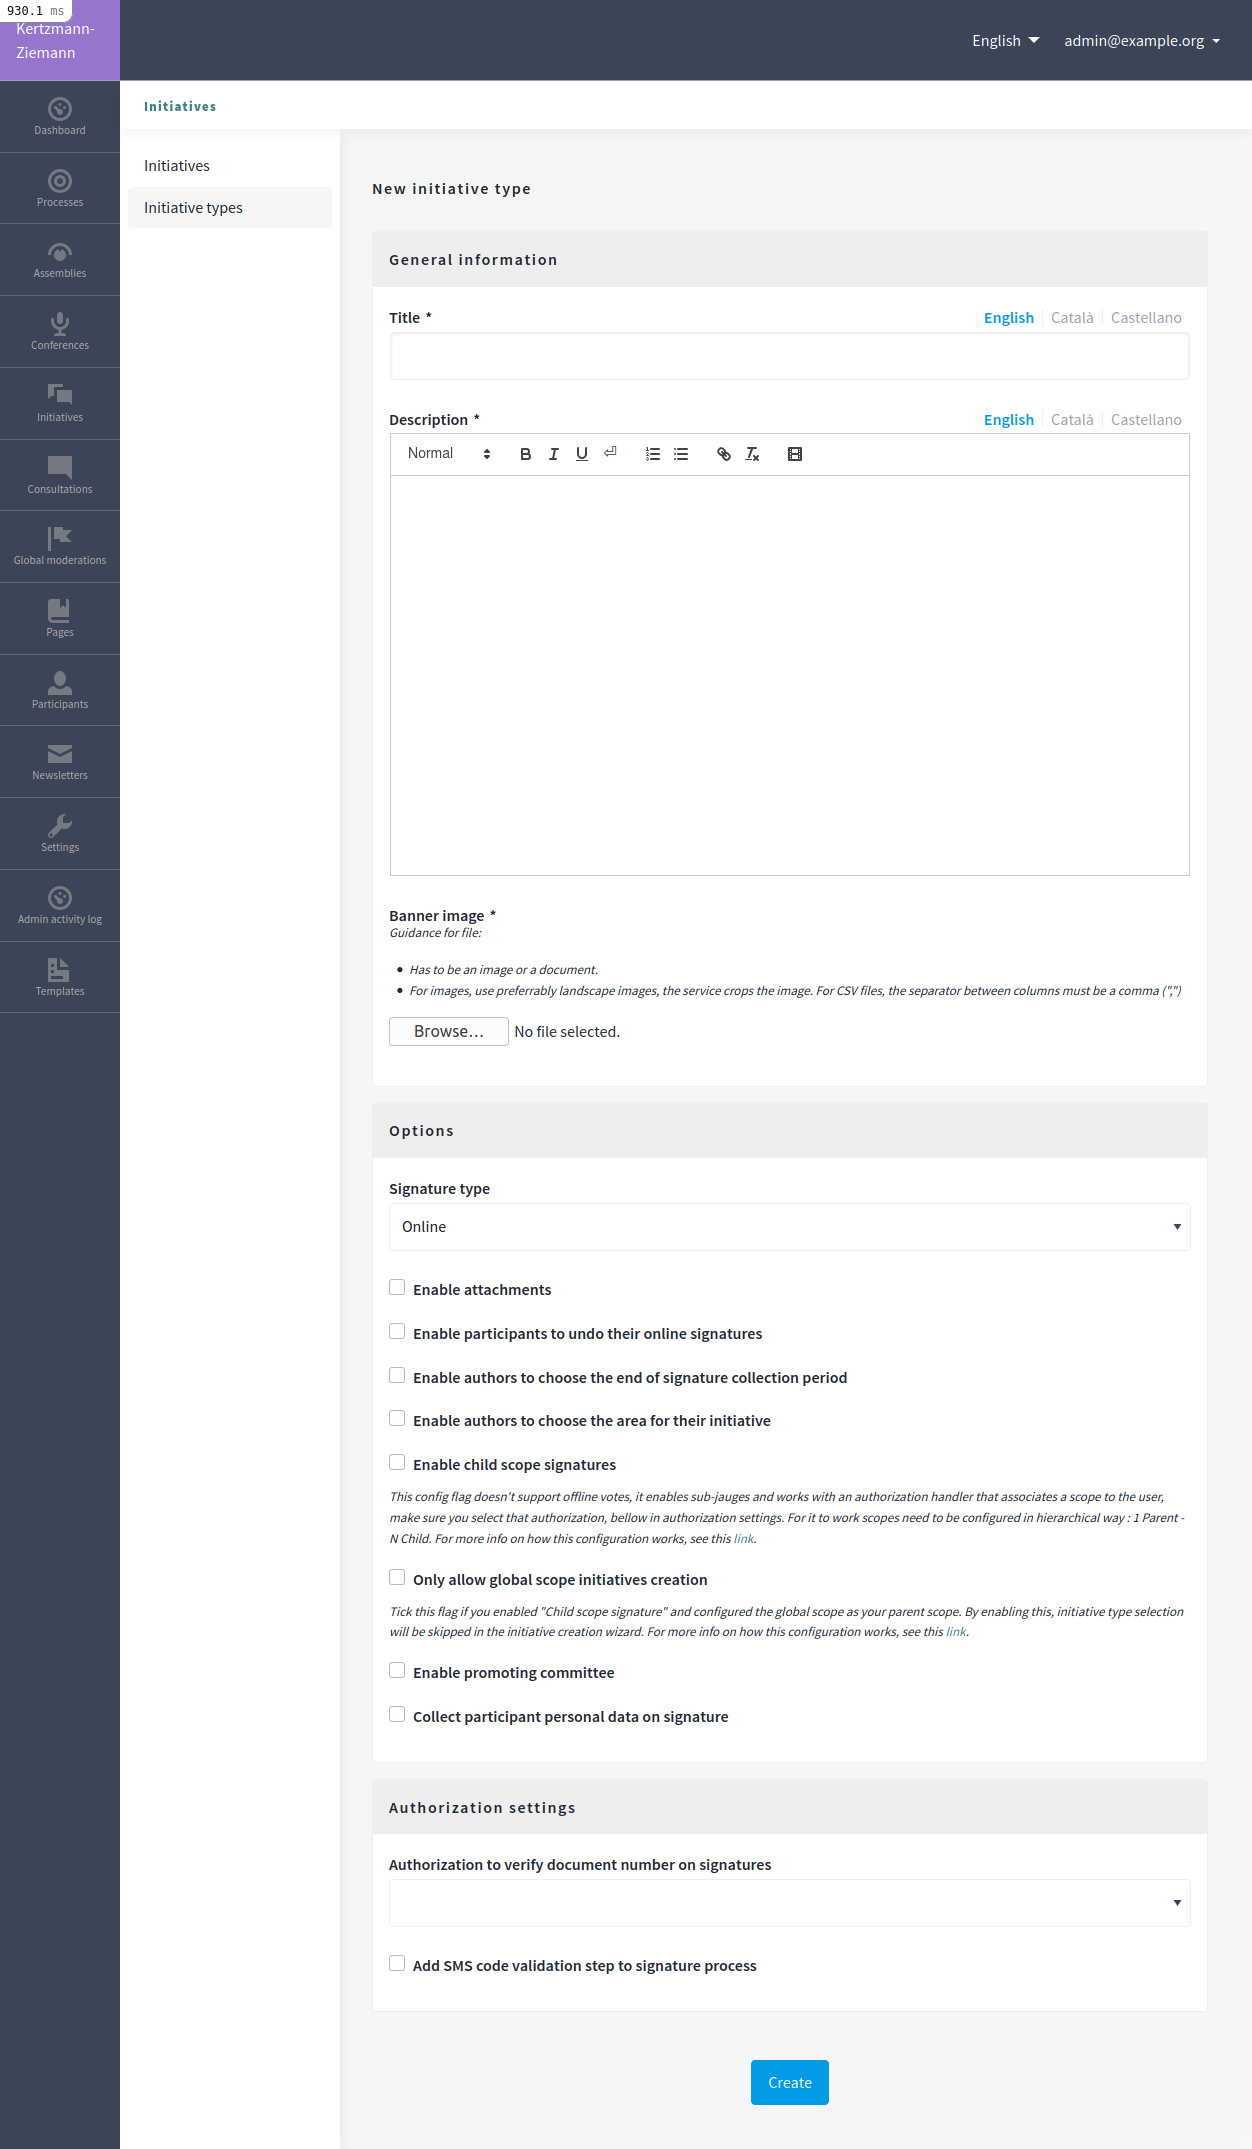 930.1 ms
Kertzmann-
Ziemann
English
admin@example.org
Dashboard
Processes
Assemblies
Conferences
Initiatives
Consultations
Global moderations
Pages
Participants
Newsletters
Settings
Admin activity log
Templates
Initiatives
Initiatives
Initiative types
New initiative type
General information
Title *
English Català Castellano
Description *
English Català Castellano
Normal
Banner image *
Guidance for file:
Has to be an image or a document.
For images, use preferrably landscape images, the service crops the image. For CSV files, the separator between columns must be a comma (",")
Browse... No file selected.
Options
Signature type
Online
Enable attachments
Enable participants to undo their online signatures
Enable authors to choose the end of signature collection period
Enable authors to choose the area for their initiative
Enable child scope signatures
This config flag doesn't support offline votes, it enables sub-jauges and works with an authorization handler that associates a scope to the user,
make sure you select that authorization, bellow in authorization settings. For it to work scopes need to be configured in hierarchical way : 1 Parent -
N Child. For more info on how this configuration works, see this link.
Only allow global scope initiatives creation
Tick this flag if you enabled "Child scope signature" and configured the global scope as your parent scope. By enabling this, initiative type selection
will be skipped in the initiative creation wizard. For more info on how this configuration works, see this link.
Enable promoting committee
Collect participant personal data on signature
Authorization settings
Authorization to verify document number on signatures
Add SMS code validation step to signature process
Create